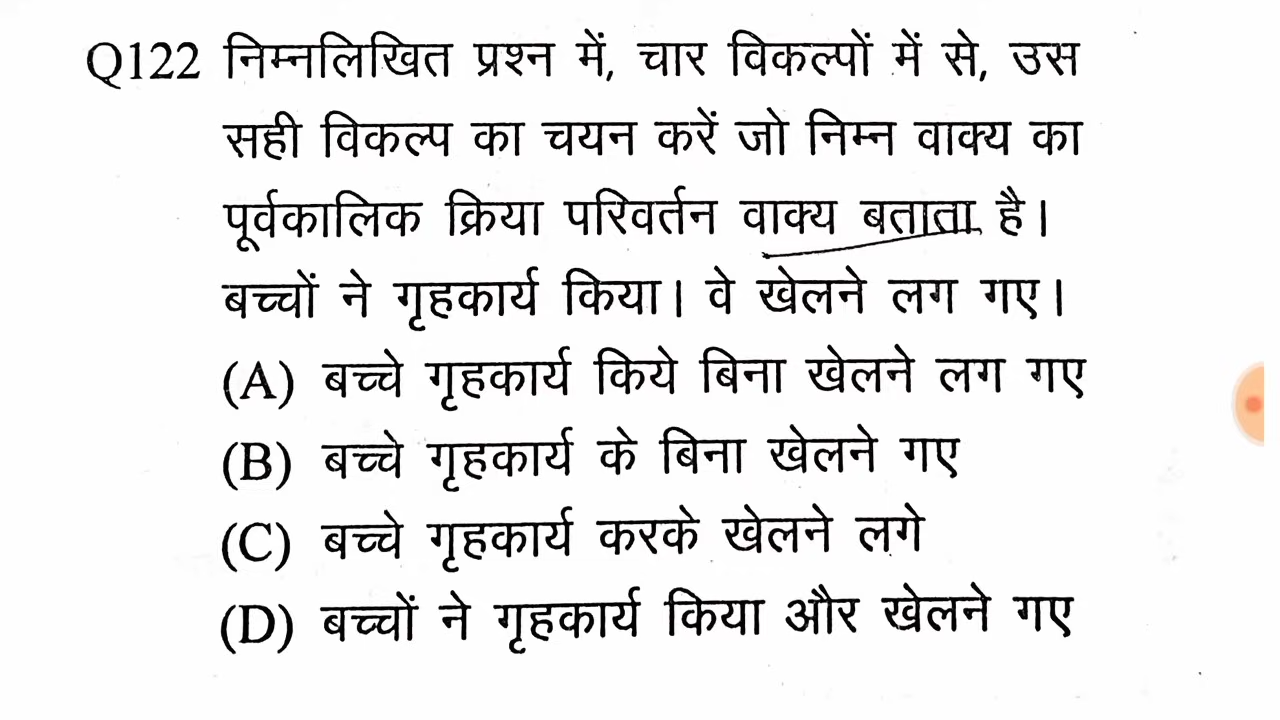 Q122 निम्नलिखित प्रश्न में, चार विकल्पों में से, उस
सही विकल्प का चयन करें जो निम्न वाक्य का
पूर्वकालिक क्रिया परिवर्तन वाक्य बताता है।
बच्चों ने गृहकार्य किया। वे खेलने लग गए।
(A) बच्चे गृहकार्य किये बिना खेलने लग गए
(B) बच्चे गृहकार्य के बिना खेलने गए
(C) बच्चे गृहकार्य करके खेलने लगे
(D) बच्चों ने गृहकार्य किया और खेलने गए